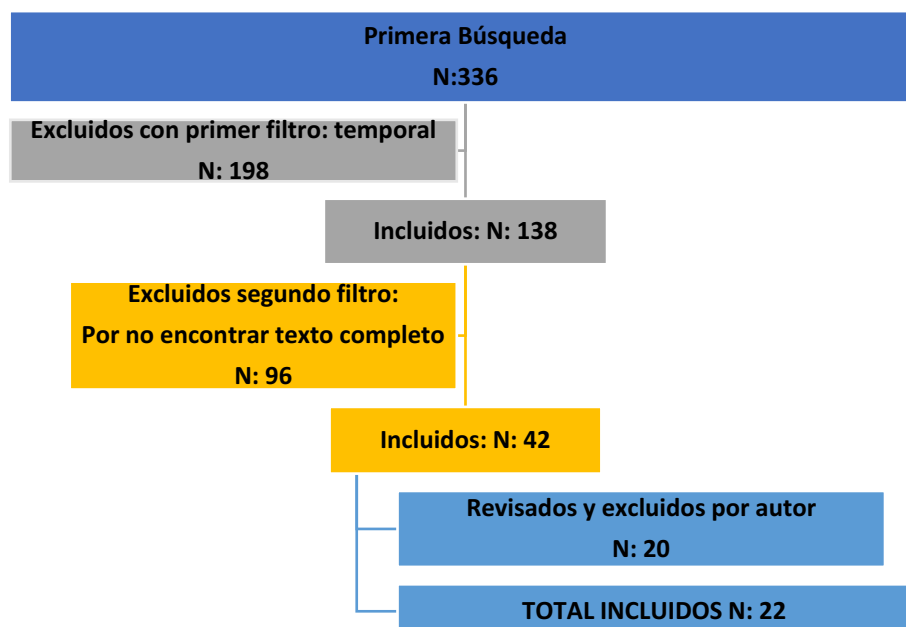 Primera Búsqueda
N:336
Excluidos con primer filtro: temporal
N: 198
Incluidos: N: 138
Excluidos segundo filtro:
Por no encontrar texto completo
N: 96
Incluidos: N: 42
Revisados y excluidos por autor
N: 20
TOTAL INCLUIDOS N: 22